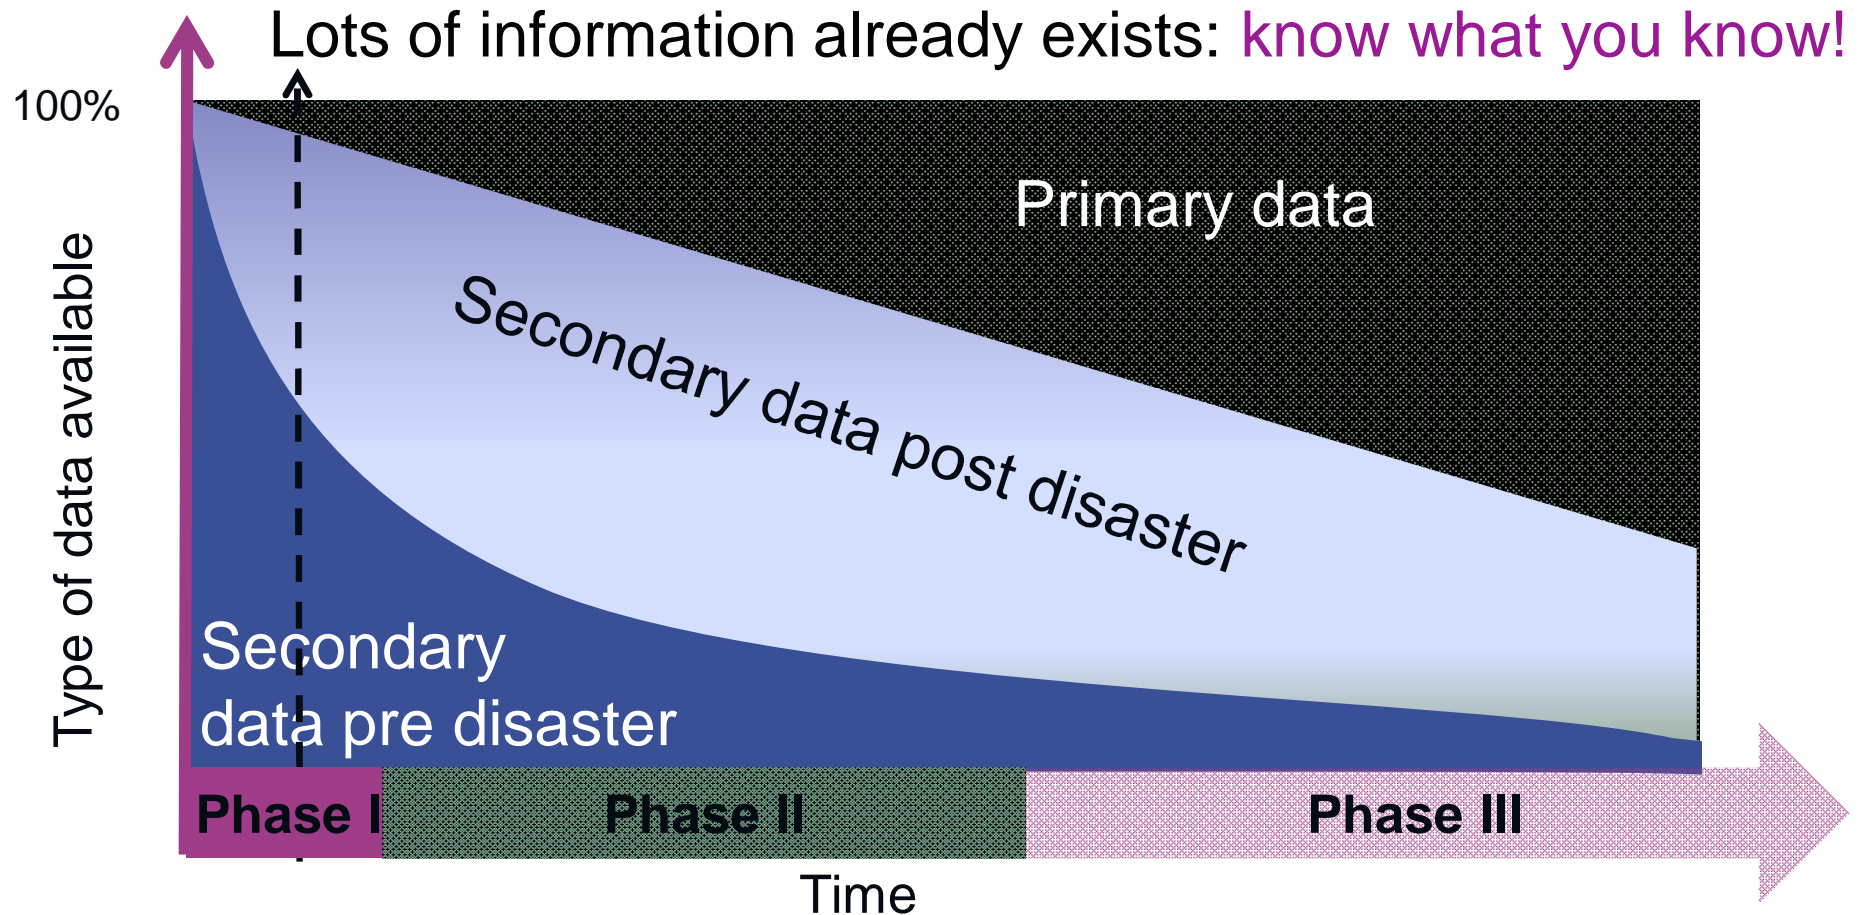 Lots of information already exists: know what you know!
100%
Type of data available
Primary data
Secondary data post disaster
Secondary
data pre disaster
Phase I
Phase II
Phase III
Time